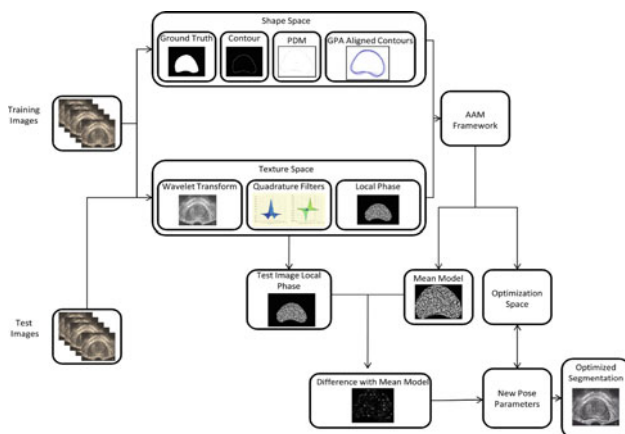 Shape Space
Ground Truth
Contour
PDM
GPA Aligned Contours
Training
Images
AAM
Framework
Texture Space
Wavelet Transform
Quadrature Filters
Local Phase
Test Image Local
Phase
Mean Model
Optimization
Space
Test
Images
Difference with Mean Model
New Pose
Parameters
Optimized
Segmentation